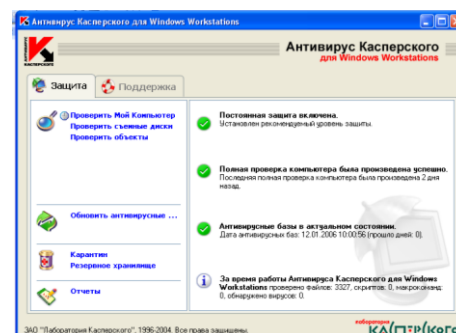 Антивирус Касперского для Windows Workstations
КАСПЕРСКОГО
Антивирус Касперского
для Windows Workstations
Защита
Поддержка
Проверить Мой Компьютер
Проверить съемные диски
Проверить объекты
Обновить антивирусные ...
Карантин
Резервное хранилище
Отчеты
Постоянная защита включена.
Установлен рекомендуемый уровень защиты.
Полная проверка компьютера была произведена успешно.
Последняя полная проверка компьютера была произведена 2 дня
назад.
Антивирусные базы в актуальном состоянии.
Дата антивирусных баз: 12.01.2006 10:00:56 (прошло дней: 0).
За время работы Антивируса Касперского для Windows
Workstations проверено файлов: 3327, скриптов: 0, макрокоманд:
0, обнаружено вирусов: 0.
ЗАО "Лаборатория Касперского". 1996-2004. Все права защищены.
лаборатория
КАСПЕРСКОГО